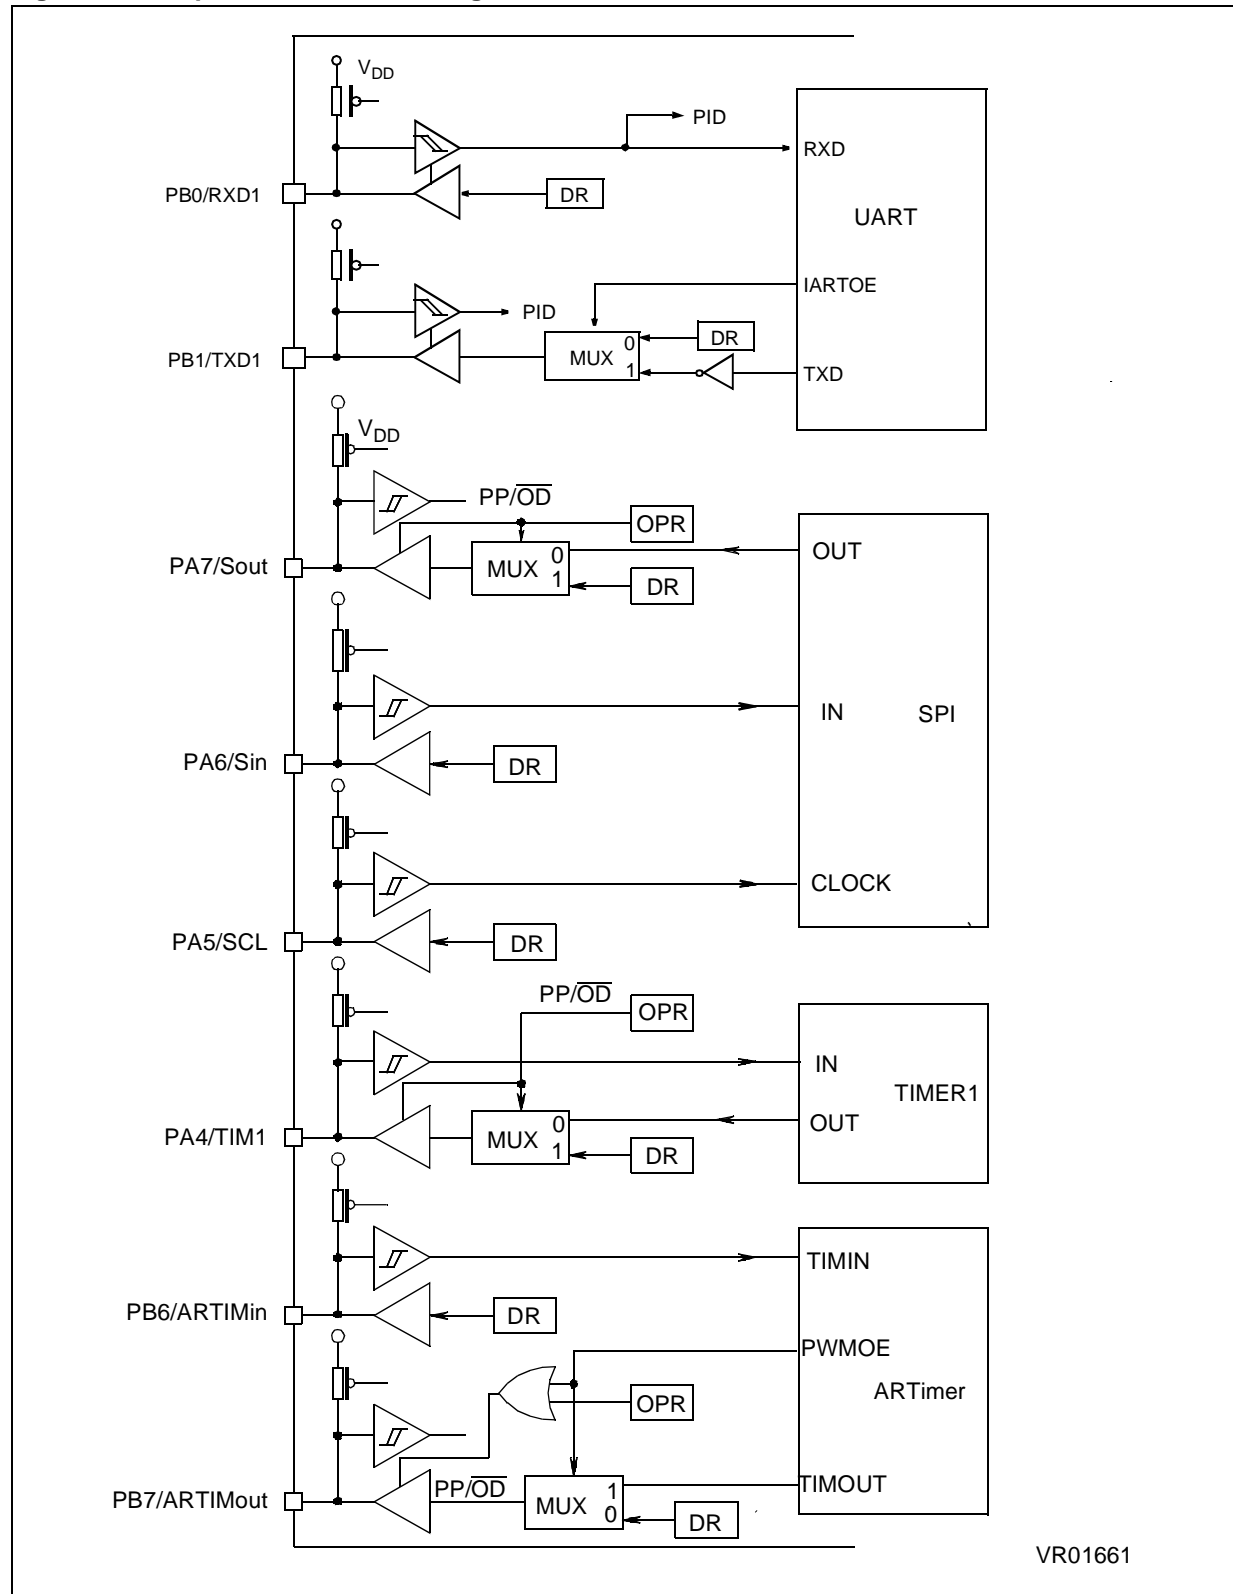 VDD
PID
RXD
PB0/RXD1
DR
UART
IARTOE
PID
DR
PB1/TXD1
MUX
0
1
TXD
VDD
PP/OD
OPR
PA7/Sout
MUX
0
1
OUT
DR
IN
SPI
PA6/Sin
DR
CLOCK
PA5/SCL
DR
PP/OD
OPR
IN
TIMER1
PA4/TIM1
MUX
0
1
OUT
DR
TIMIN
PB6/ARTIMin
DR
PWMOE
ARTimer
OPR
PP/OD
TIMOUT
PB7/ARTIMout
MUX
1
0
DR
VR01661